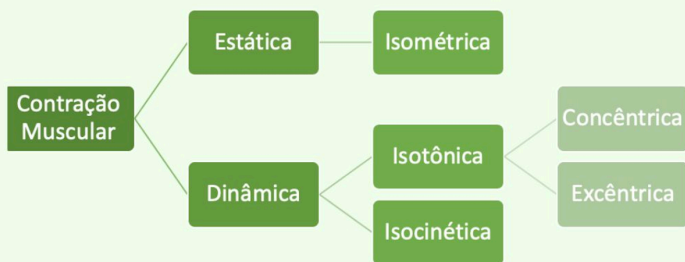 Contração
Muscular
Estática
Isométrica
Dinâmica
Isotônica
Isocinética
Concêntrica
Excêntrica